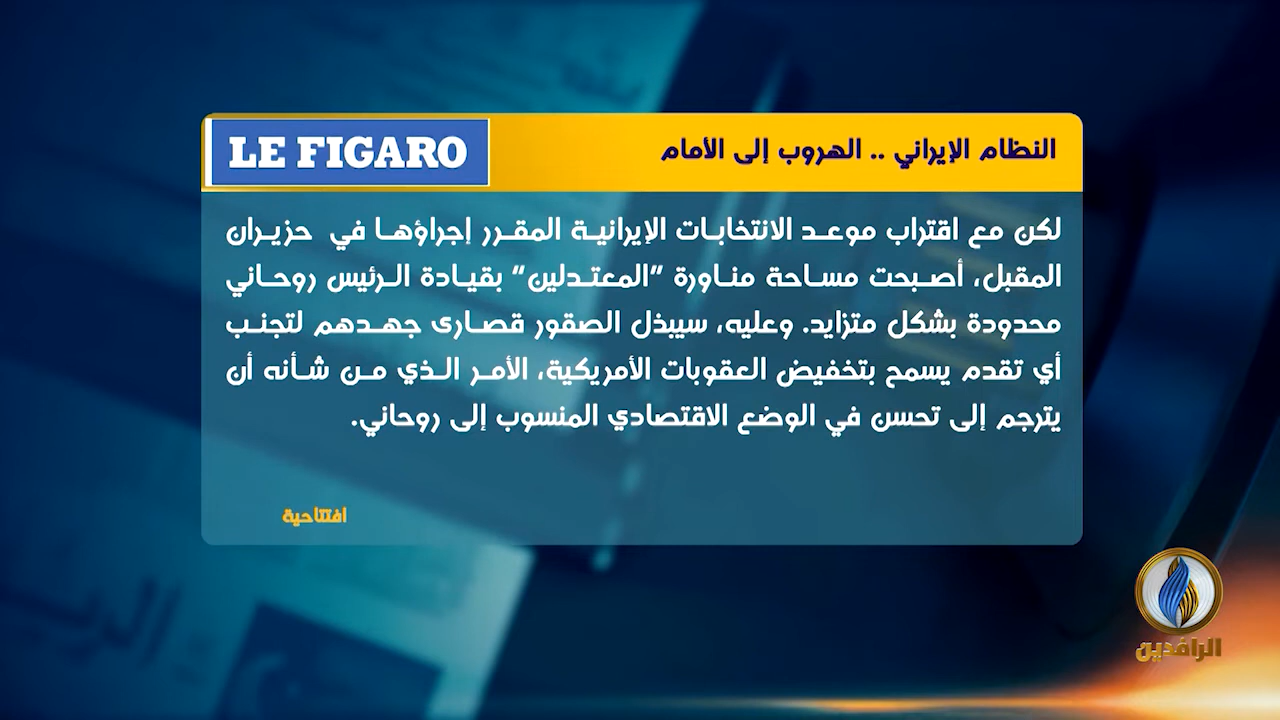 النظام الإيراني .. الهروب إلى الأمام
LE FIGARO
لكن مع اقتراب موعد الانتخابات الإيرانية المقرر إجراؤها في حزيران
المقبل، أصبحت مساحة مناورة “المعتدلين“ بقيادة الرئيس روحاني
محدودة بشكل متزايد. وعليه، سيبذل الصقور قصارى جهدهم لتجنب
أي تقدم يسمح بتخفيض العقوبات الأمريكية، الأمر الذي من شأنه أن
يترجم إلى تحسن في الوضع الاقتصادي المنسوب إلى روحاني.
افتتاحية
الرافدين